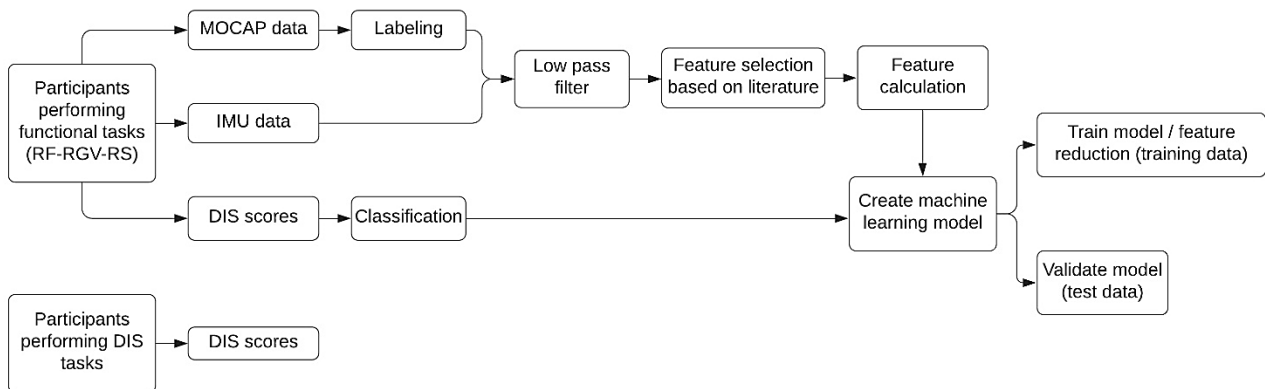 MOCAP data
Labeling
Participants
performing
functional tasks
(RF-RGV-RS)
IMU data
Low pass
filter
Feature selection
based on literature
Feature
calculation
Train model / feature
reduction (training data)
DIS scores
Classification
Create machine
learning model
Validate model
(test data)
Participants
performing DIS
tasks
DIS scores